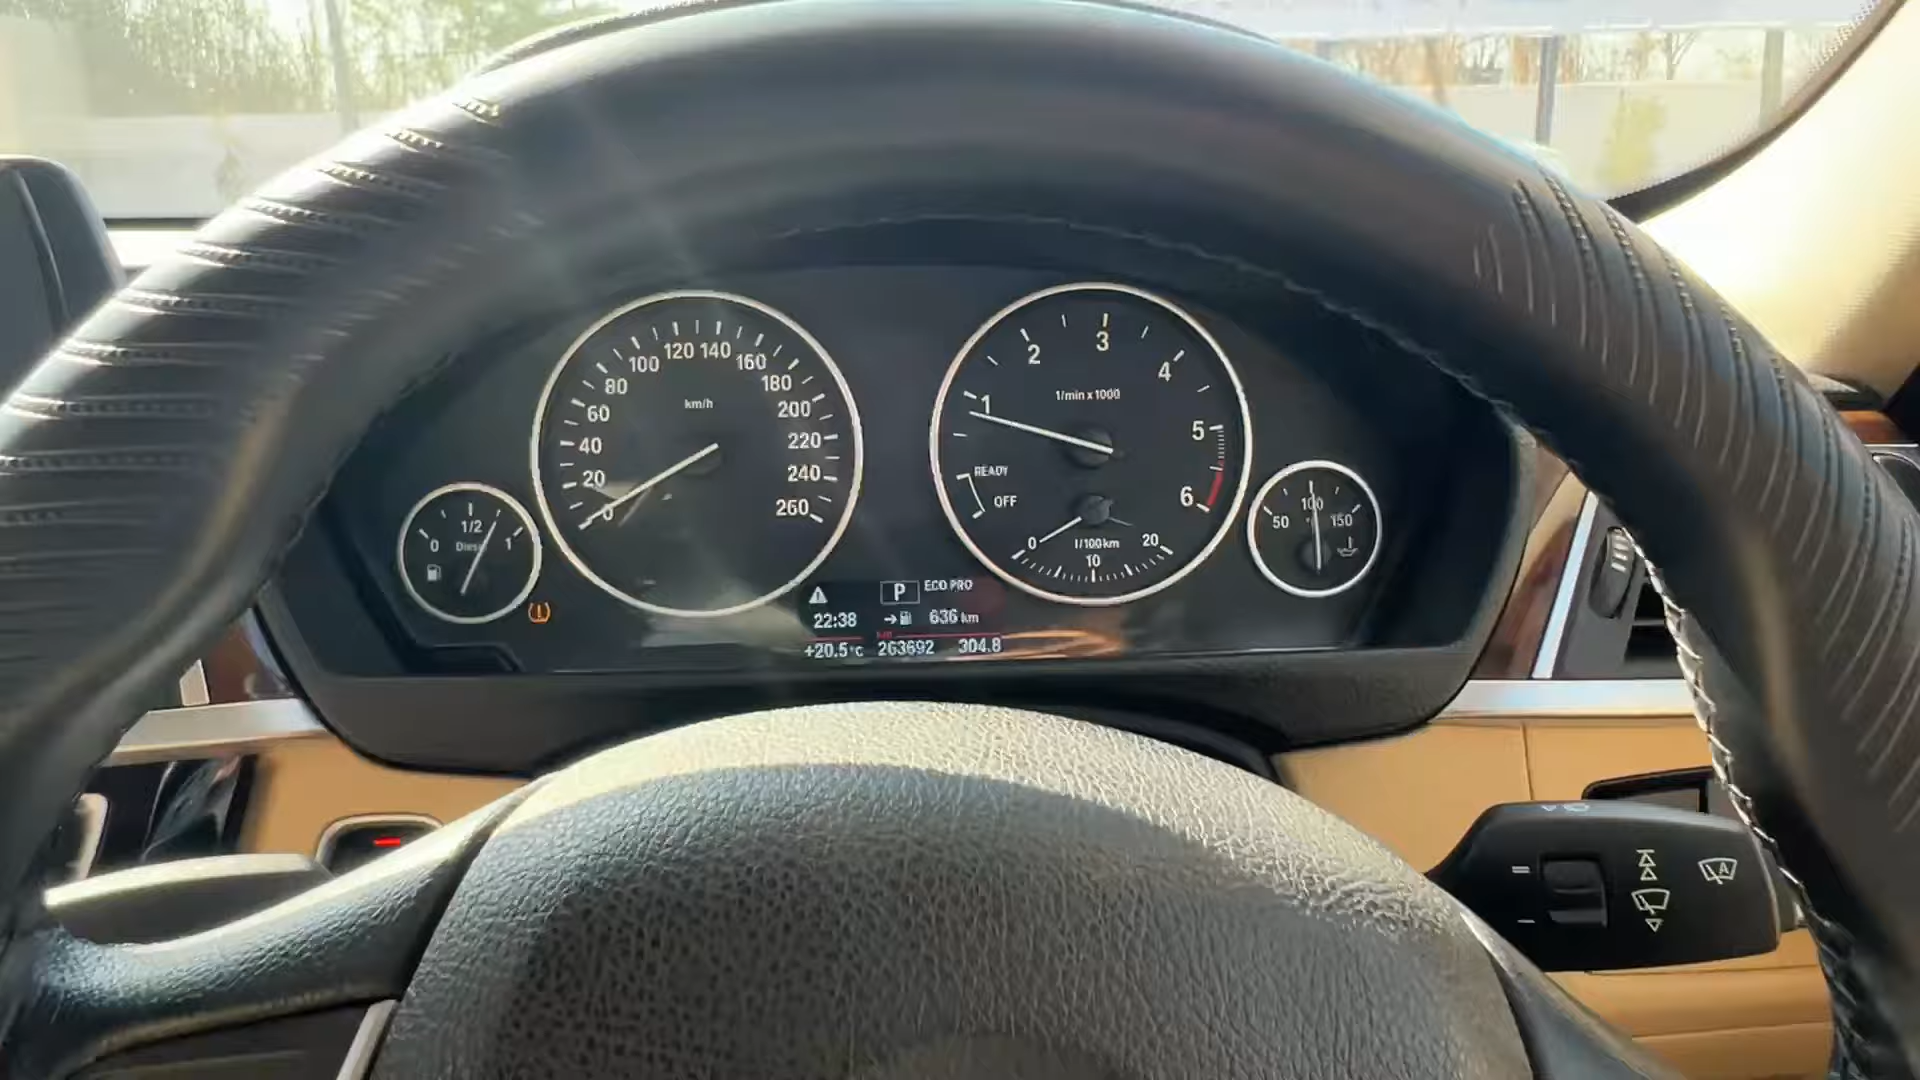 0
1/2
1
Diesel
0
20
40
60
80
100
120
140
160
180
200
220
240
260
km/h
1
2
3
4
5
6
1/min x 1000
READY
OFF
0
10
20
l/100km
50
100
150
P
ECO PRO
22:38
636 km
+20.5°C
263692
304.8
A